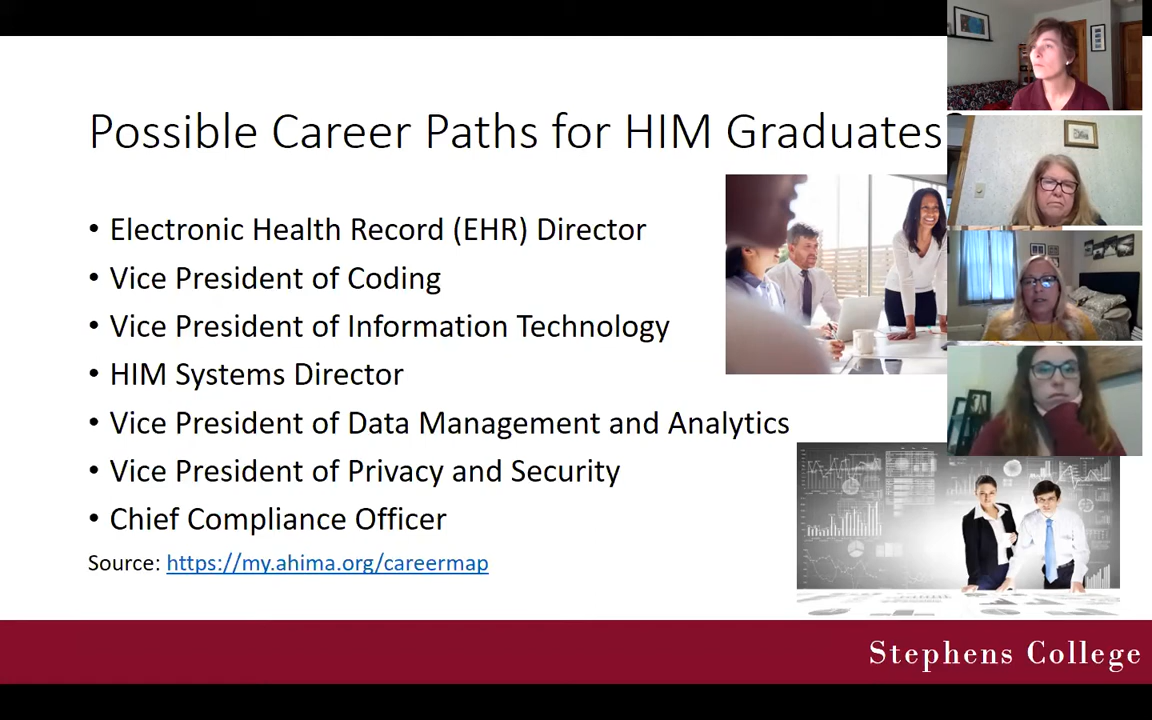 Possible Career Paths for HIM Graduates
• Electronic Health Record (EHR) Director
• Vice President of Coding
• Vice President of Information Technology
• HIM Systems Director
• Vice President of Data Management and Analytics
• Vice President of Privacy and Security
• Chief Compliance Officer
Source: https://my.ahima.org/careermap
Stephens College